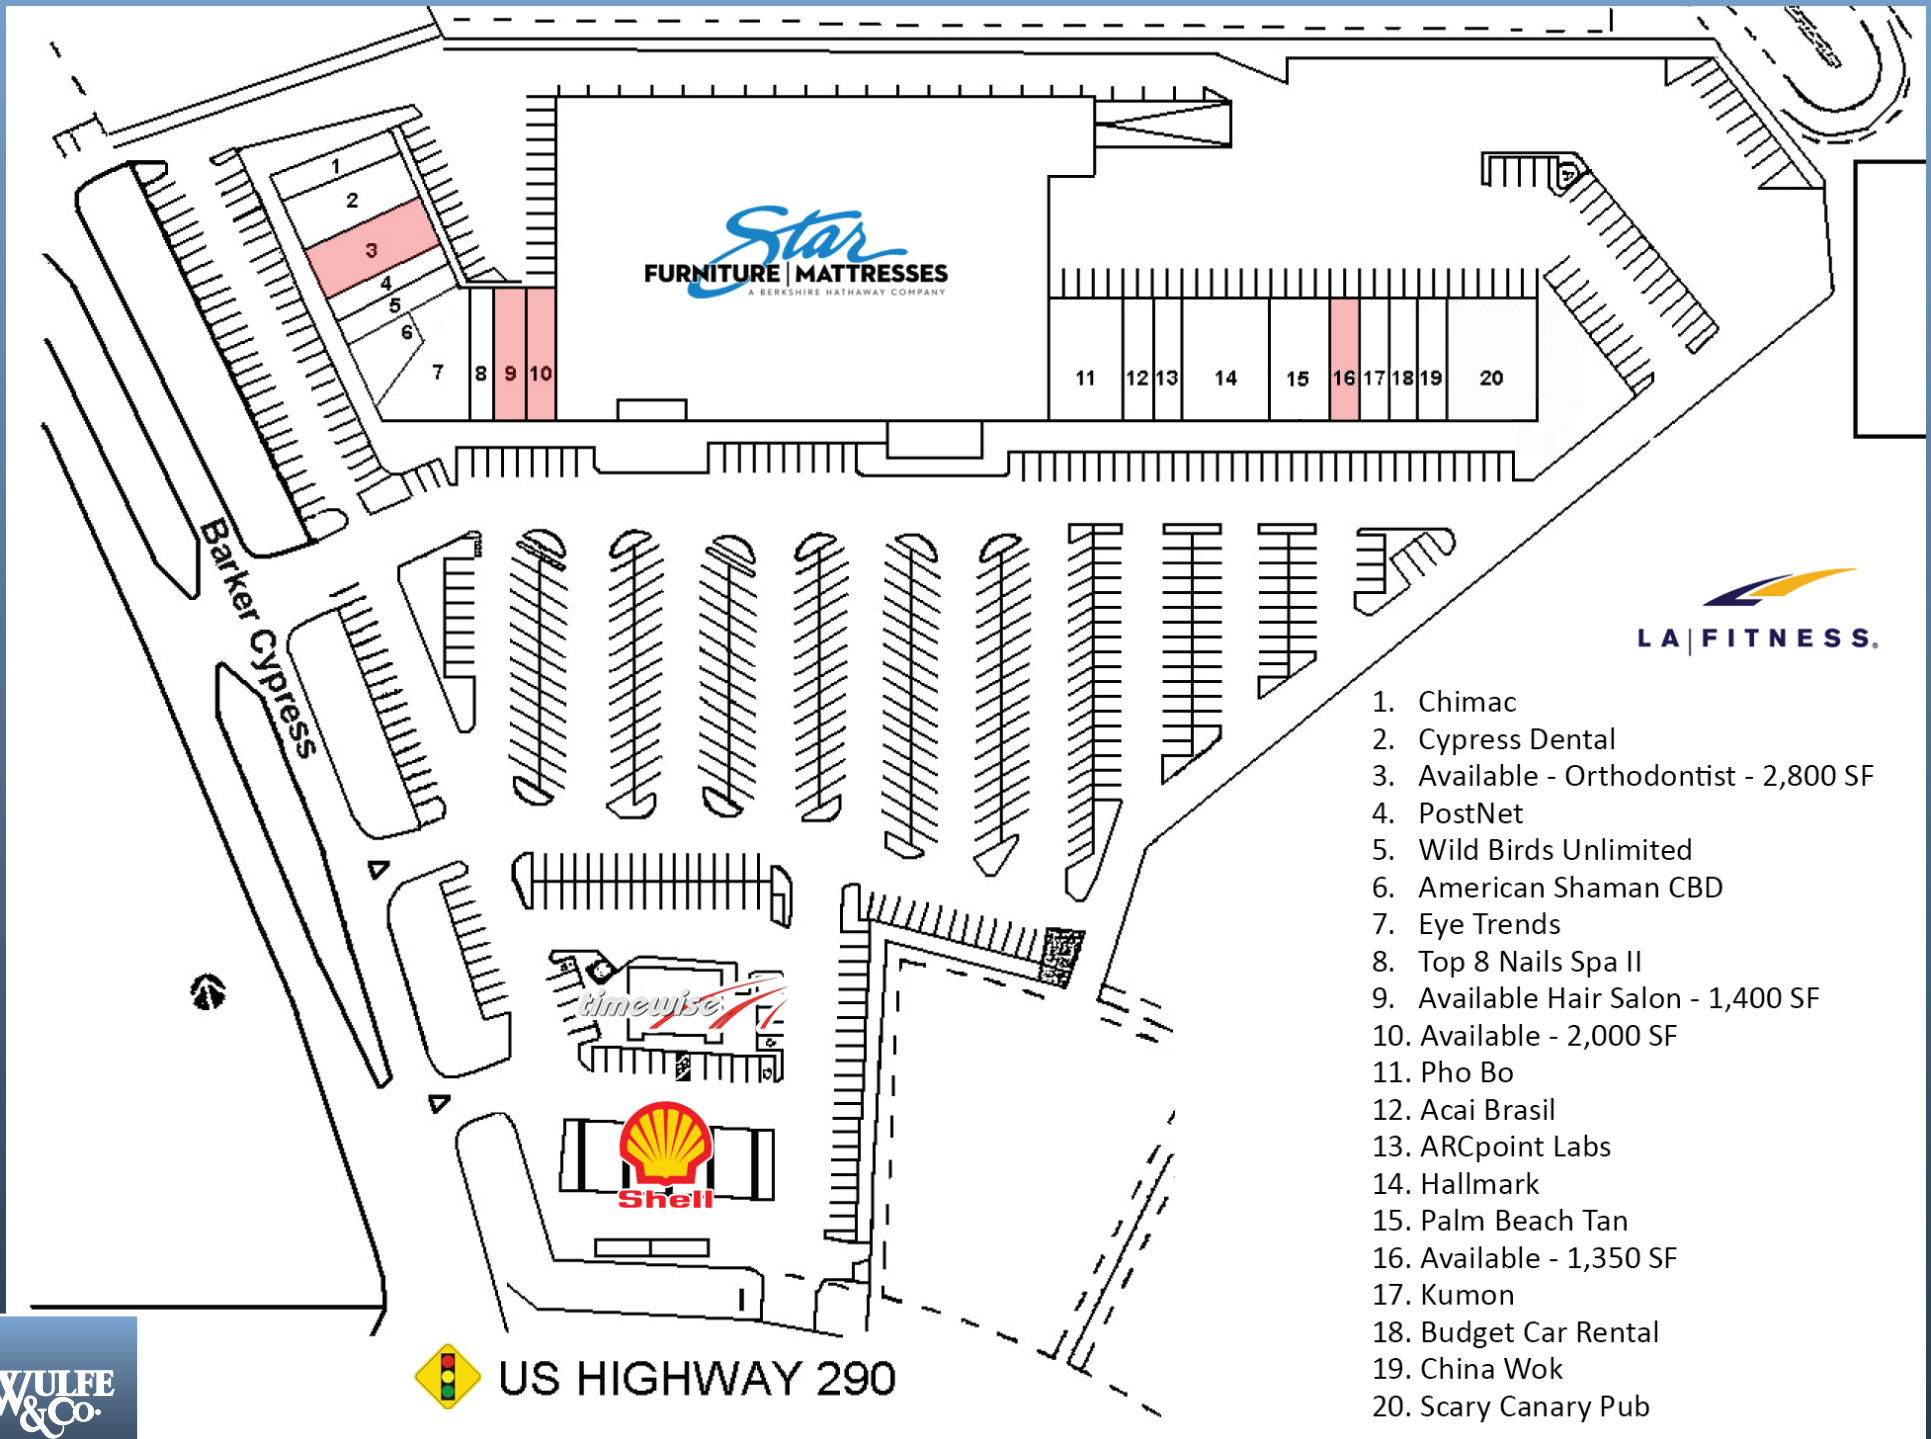 1
2
3
4
5
6
7
8
9
10
Star
FURNITURE | MATTRESSES
A BERKSHIRE HATHAWAY COMPANY
11
12
13
14
15
16
17
18
19
20
Barker Cypress
LA|FITNESS.
1. Chimac
2. Cypress Dental
3. Available - Orthodontist - 2,800 SF
4. PostNet
5. Wild Birds Unlimited
6. American Shaman CBD
7. Eye Trends
8. Top 8 Nails Spa II
9. Available Hair Salon - 1,400 SF
10. Available - 2,000 SF
11. Pho Bo
12. Acai Brasil
13. ARCpoint Labs
14. Hallmark
15. Palm Beach Tan
16. Available - 1,350 SF
17. Kumon
18. Budget Car Rental
19. China Wok
20. Scary Canary Pub
timewise
Shell
US HIGHWAY 290
WULFE
&CO.